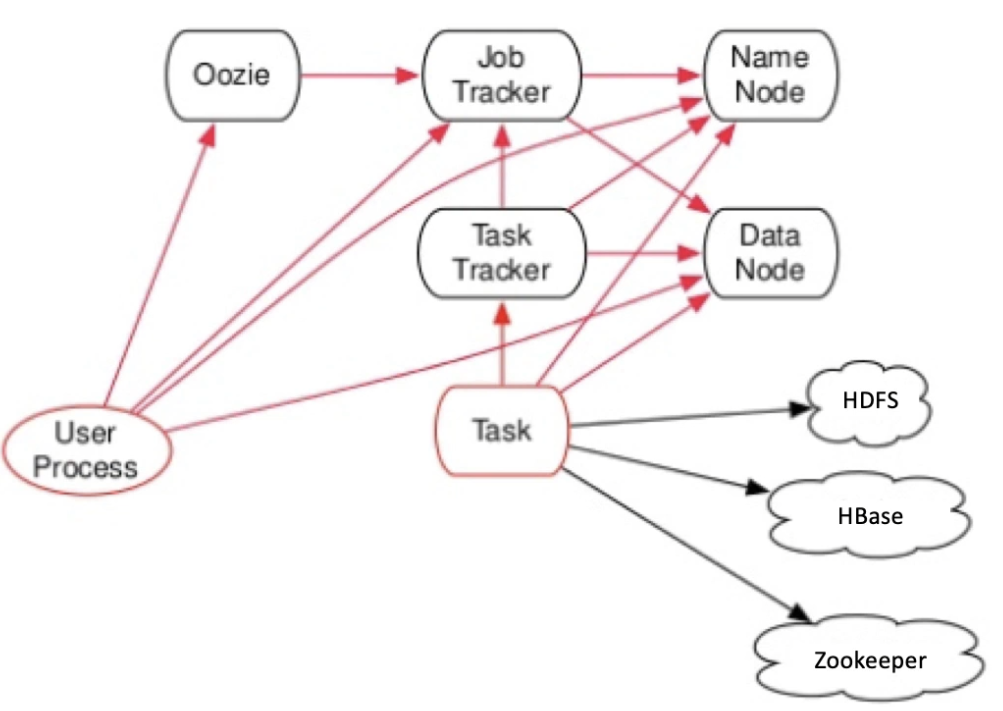 Oozie
Job
Tracker
Name
Node
Task
Tracker
Data
Node
User
Process
Task
HDFS
HBase
Zookeeper